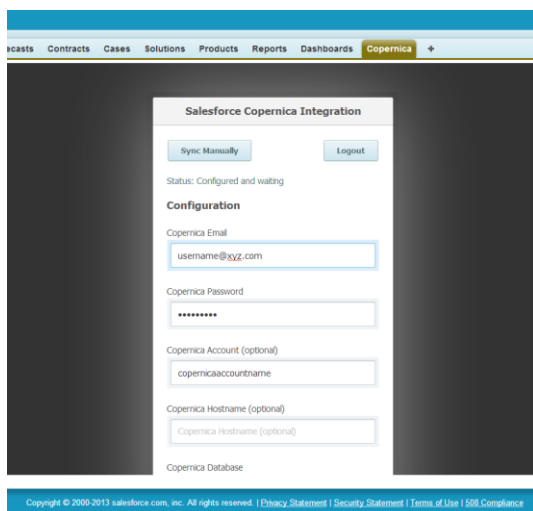 ecasts Contracts Cases Solutions Products Reports Dashboards Copernica +
Salesforce Copernica Integration
Sync Manually Logout
Status: Configured and waiting
Configuration
Copernica Email
username@xyz.com
Copernica Password
•••••••••
Copernica Account (optional)
copernicaaccountname
Copernica Hostname (optional)
Copernica Hostname (optional)
Copernica Database
Copyright © 2000-2013 salesforce.com, inc. All rights reserved. | Privacy Statement | Security Statement | Terms of Use | 508 Compliance